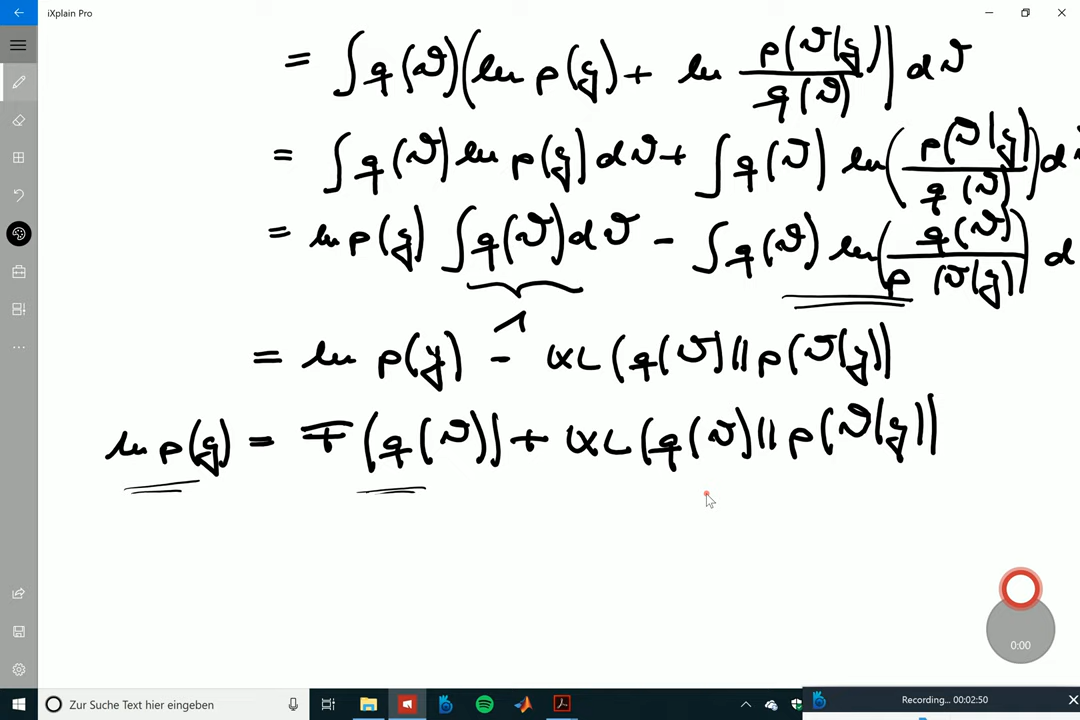 iXplain Pro
= ∫ q(ϑ) (ln p(y) + ln p(ϑ|y) / q(ϑ)) dϑ
= ∫ q(ϑ) ln p(y) dϑ + ∫ q(ϑ) ln(p(ϑ|y) / q(ϑ)) dϑ
= ln p(y) ∫ q(ϑ) dϑ - ∫ q(ϑ) ln(q(ϑ) / p(ϑ|y)) d
1
= ln p(y) - KL(q(ϑ) || p(ϑ|y))
ln p(y) = F(q(ϑ)) + KL(q(ϑ) || p(ϑ|y))
0:00
Zur Suche Text hier eingeben
Recording... 00:02:50